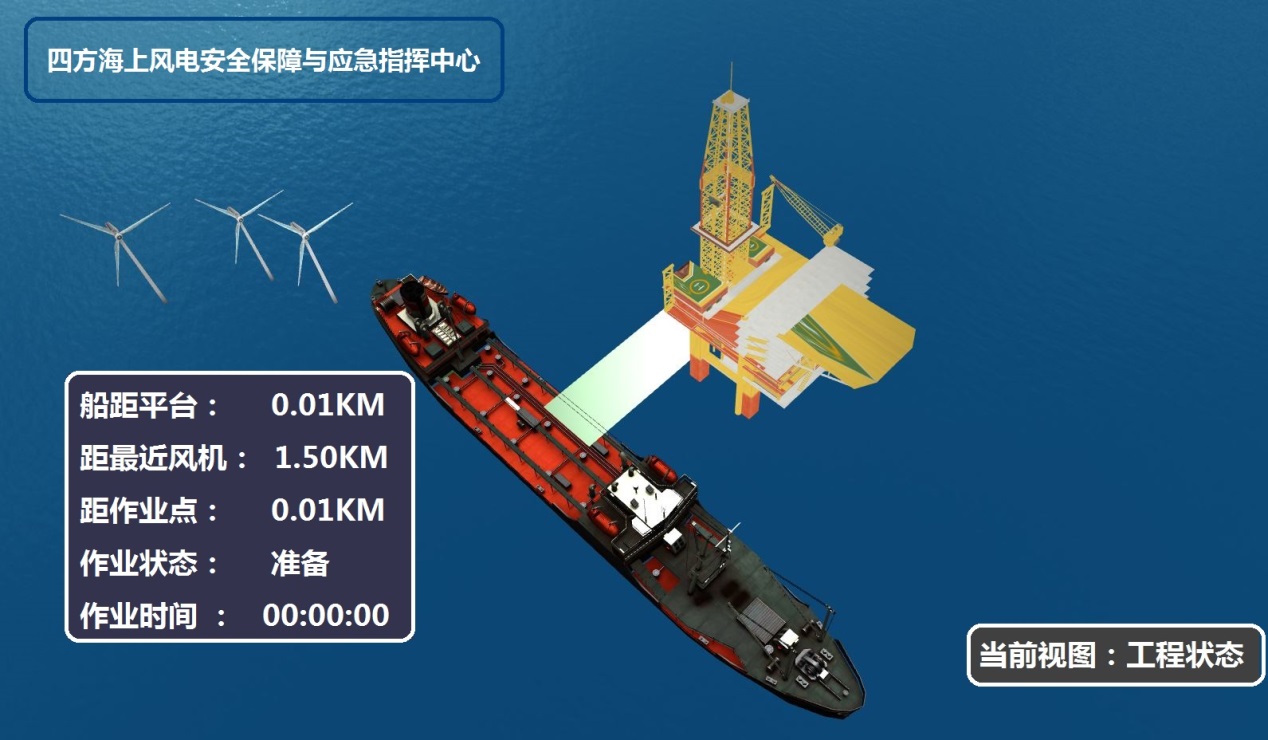 四方海上风电安全保障与应急指挥中心
船距平台： 0.01KM
距最近风机： 1.50KM
距作业点： 0.01KM
作业状态： 准备
作业时间 ： 00:00:00
当前视图：工程状态